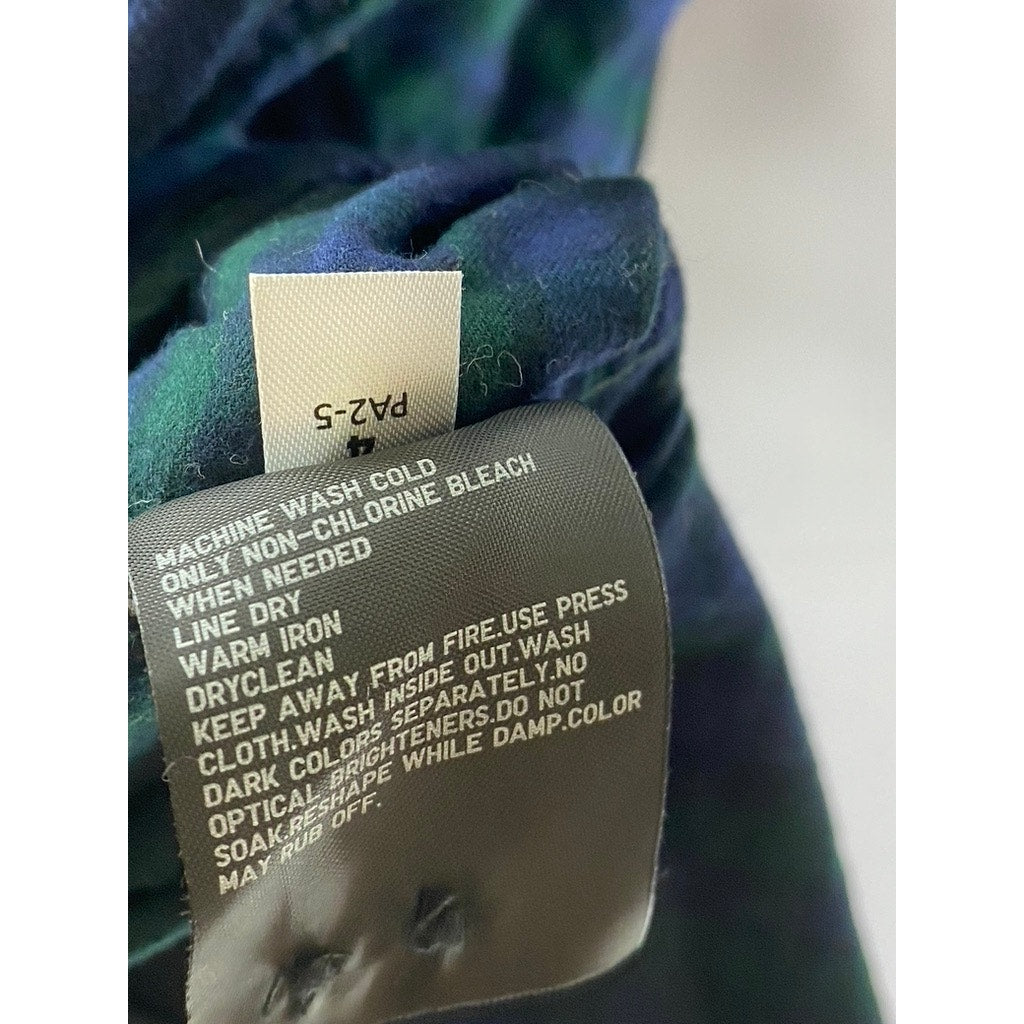 PA2-5
4
MACHINE WASH COLD
ONLY NON-CHLORINE BLEACH
WHEN NEEDED
LINE DRY
WARM IRON
DRYCLEAN
KEEP AWAY FROM FIRE.USE PRESS
CLOTH.WASH INSIDE OUT.WASH
DARK COLORS SEPARATELY.NO
OPTICAL BRIGHTENERS.DO NOT
SOAK.RESHAPE WHILE DAMP.COLOR
MAY RUB OFF.